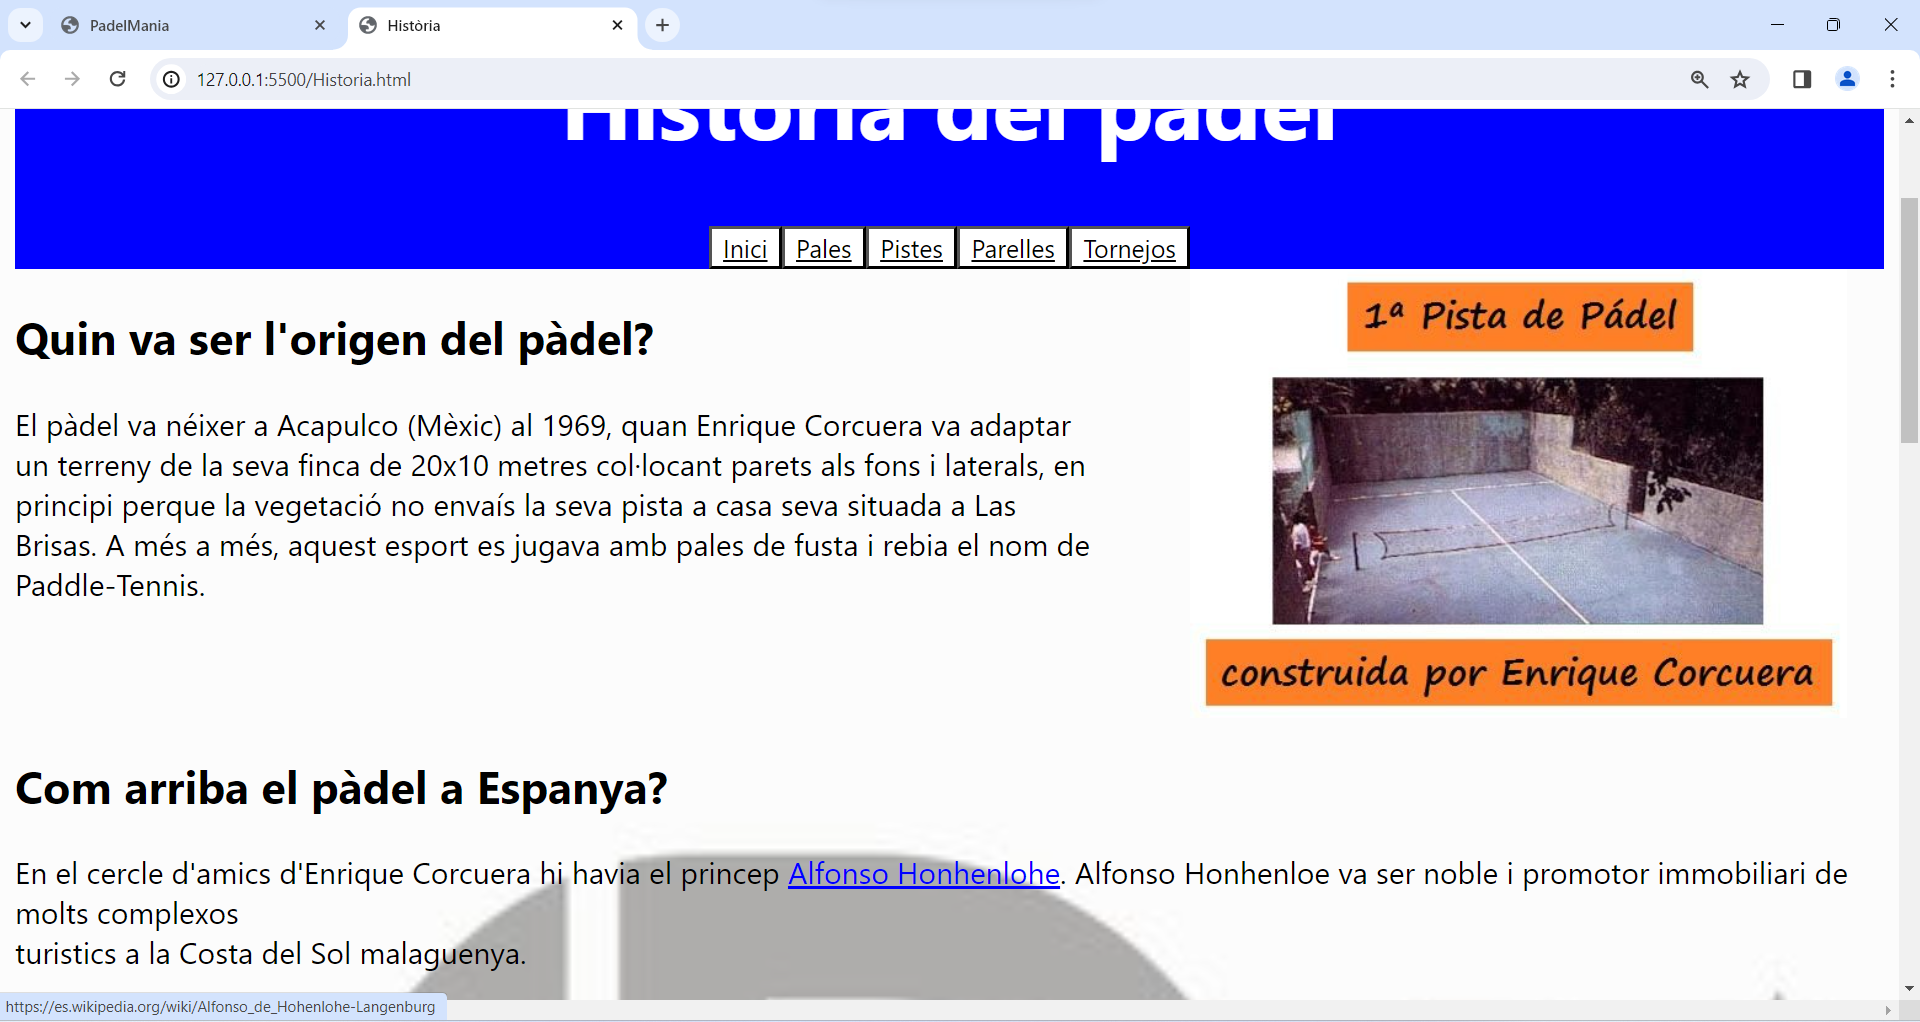 PadelMania
Història
127.0.0.1:5500/Historia.html
Història del pàdel
Inici Pales Pistes Parelles Tornejos
Quin va ser l'origen del pàdel?
El pàdel va néixer a Acapulco (Mèxic) al 1969, quan Enrique Corcuera va adaptar
un terreny de la seva finca de 20x10 metres col·locant parets als fons i laterals, en
principi perque la vegetació no envaís la seva pista a casa seva situada a Las
Brisas. A més a més, aquest esport es jugava amb pales de fusta i rebia el nom de
Paddle-Tennis.
1ª Pista de Pádel
construida por Enrique Corcuera
Com arriba el pàdel a Espanya?
En el cercle d'amics d'Enrique Corcuera hi havia el princep Alfonso Honhenlohe. Alfonso Honhenloe va ser noble i promotor immobiliari de
molts complexos
turistics a la Costa del Sol malaguenya.
https://es.wikipedia.org/wiki/Alfonso_de_Hohenlohe-Langenburg